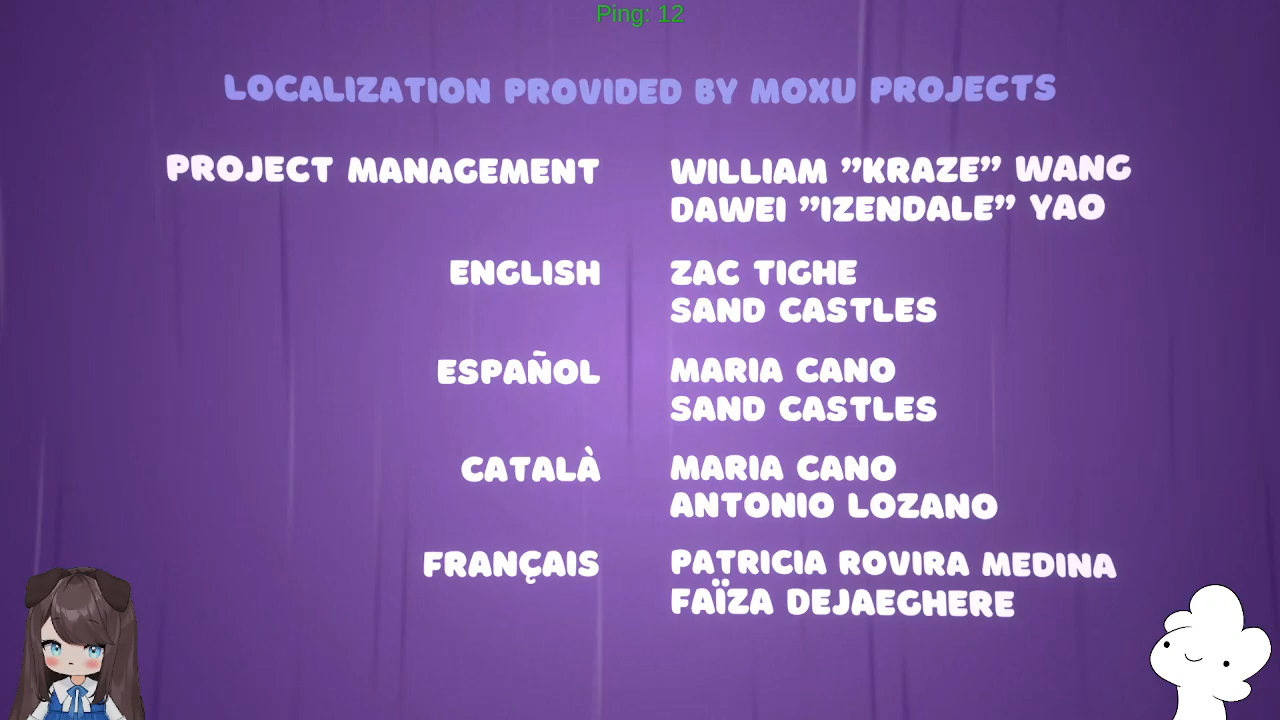 Ping: 12
LOCALIZATION PROVIDED BY MOXU PROJECTS
PROJECT MANAGEMENT WILLIAM ”KRAZE” WANG
DAWEI ”IZENDALE” YAO
ENGLISH ZAC TIGHE
SAND CASTLES
ESPAÑOL MARIA CANO
SAND CASTLES
CATALÀ MARIA CANO
ANTONIO LOZANO
FRANÇAIS PATRICIA ROVIRA MEDINA
FAÏZA DEJAEGHERE